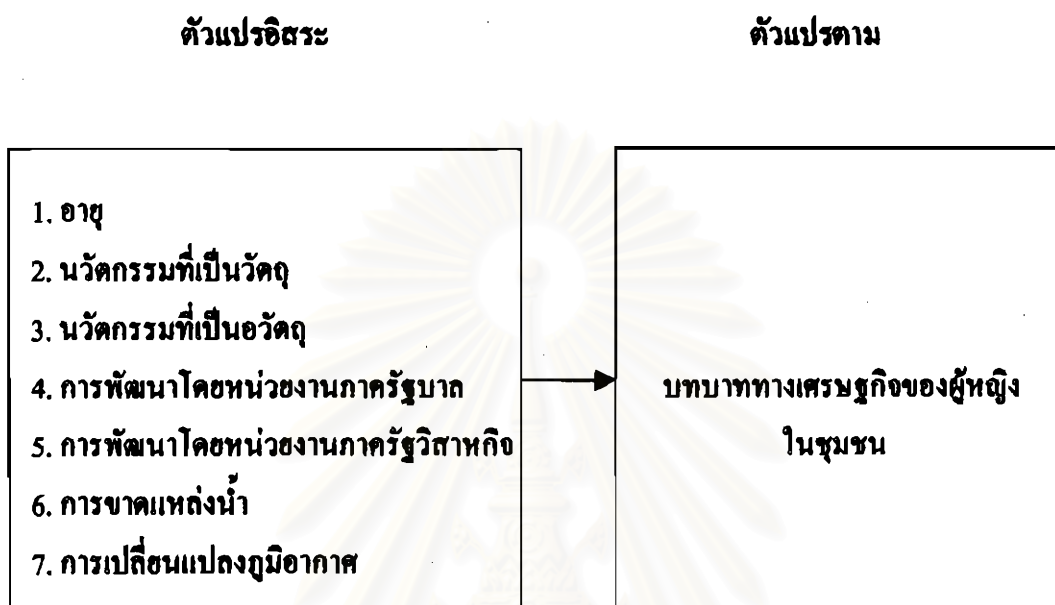 ตัวแปรอิสระ
ตัวแปรตาม
1. อายุ
2. นวัตกรรมที่เป็นวัตถุ
3. นวัตกรรมที่เป็นอวัตถุ
4. การพัฒนาโดยหน่วยงานภาครัฐบาล
5. การพัฒนาโดยหน่วยงานภาครัฐวิสาหกิจ
6. การขาดแหล่งน้ำ
7. การเปลี่ยนแปลงภูมิอากาศ
บทบาททางเศรษฐกิจของผู้หญิง
ในชุมชน